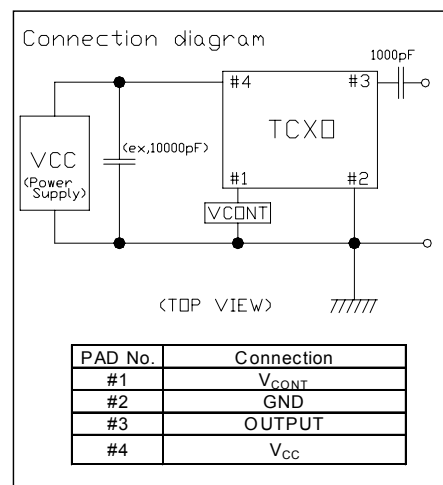 Connection diagram
1000pF
#4
#3
TCXO
VCC
(Power
Supply)
(ex,10000pF)
#1
#2
VCONT
(TOP VIEW)
PAD No. Connection
#1 VCONT
#2 GND
#3 OUTPUT
#4 VCC